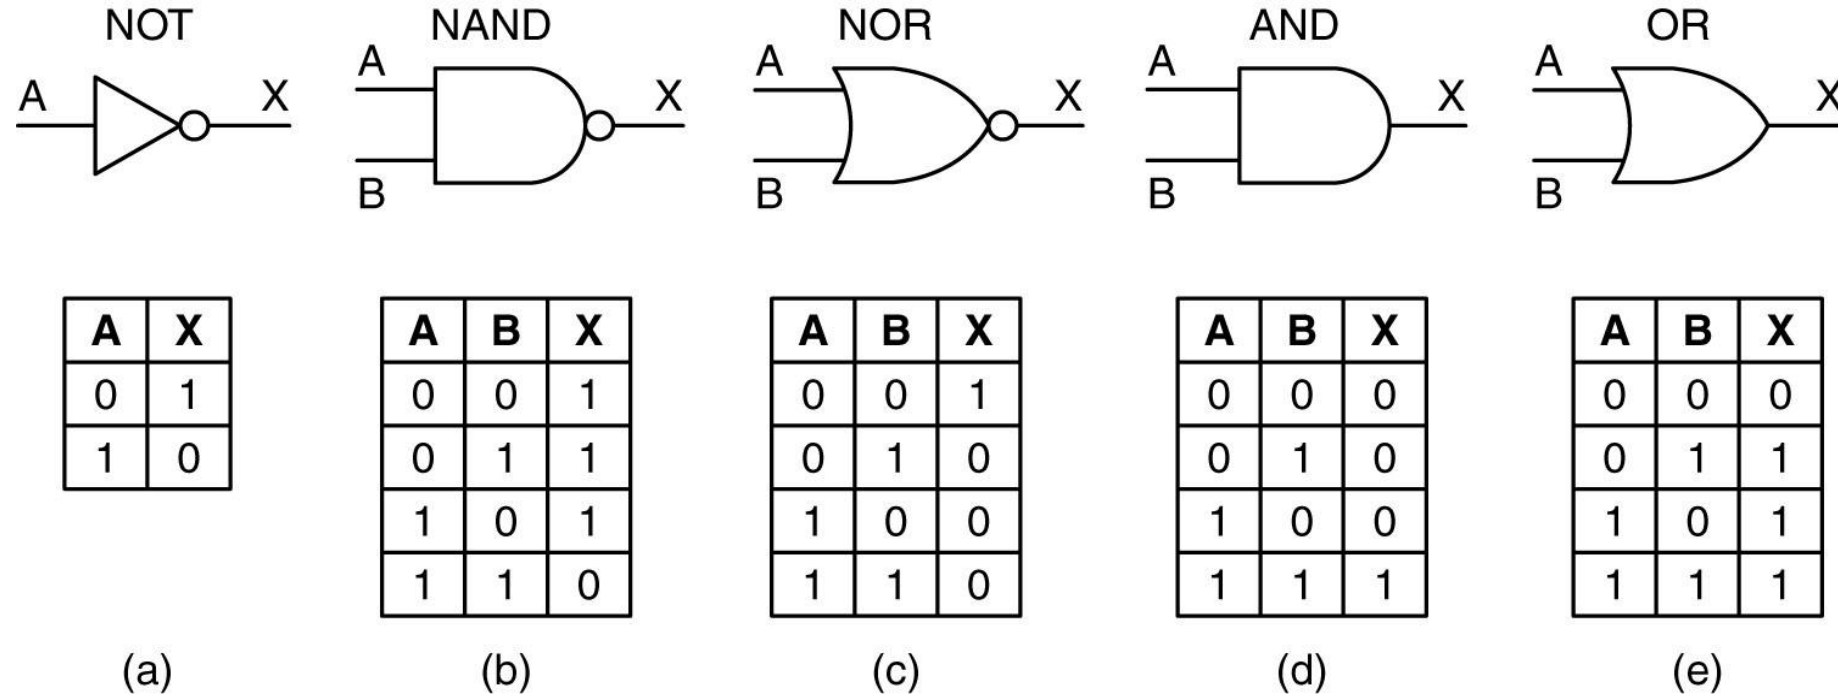 NOT NAND NOR AND OR
A X A X A X A X A X
B B B B
A X A B X A B X A B X A B X
0 1 0 0 1 0 0 1 0 0 0 0 0 0
1 0 0 1 1 0 1 0 0 1 0 0 1 1
1 0 1 1 0 0 1 0 0 1 0 1
1 1 0 1 1 0 1 1 1 1 1 1
(a) (b) (c) (d) (e)